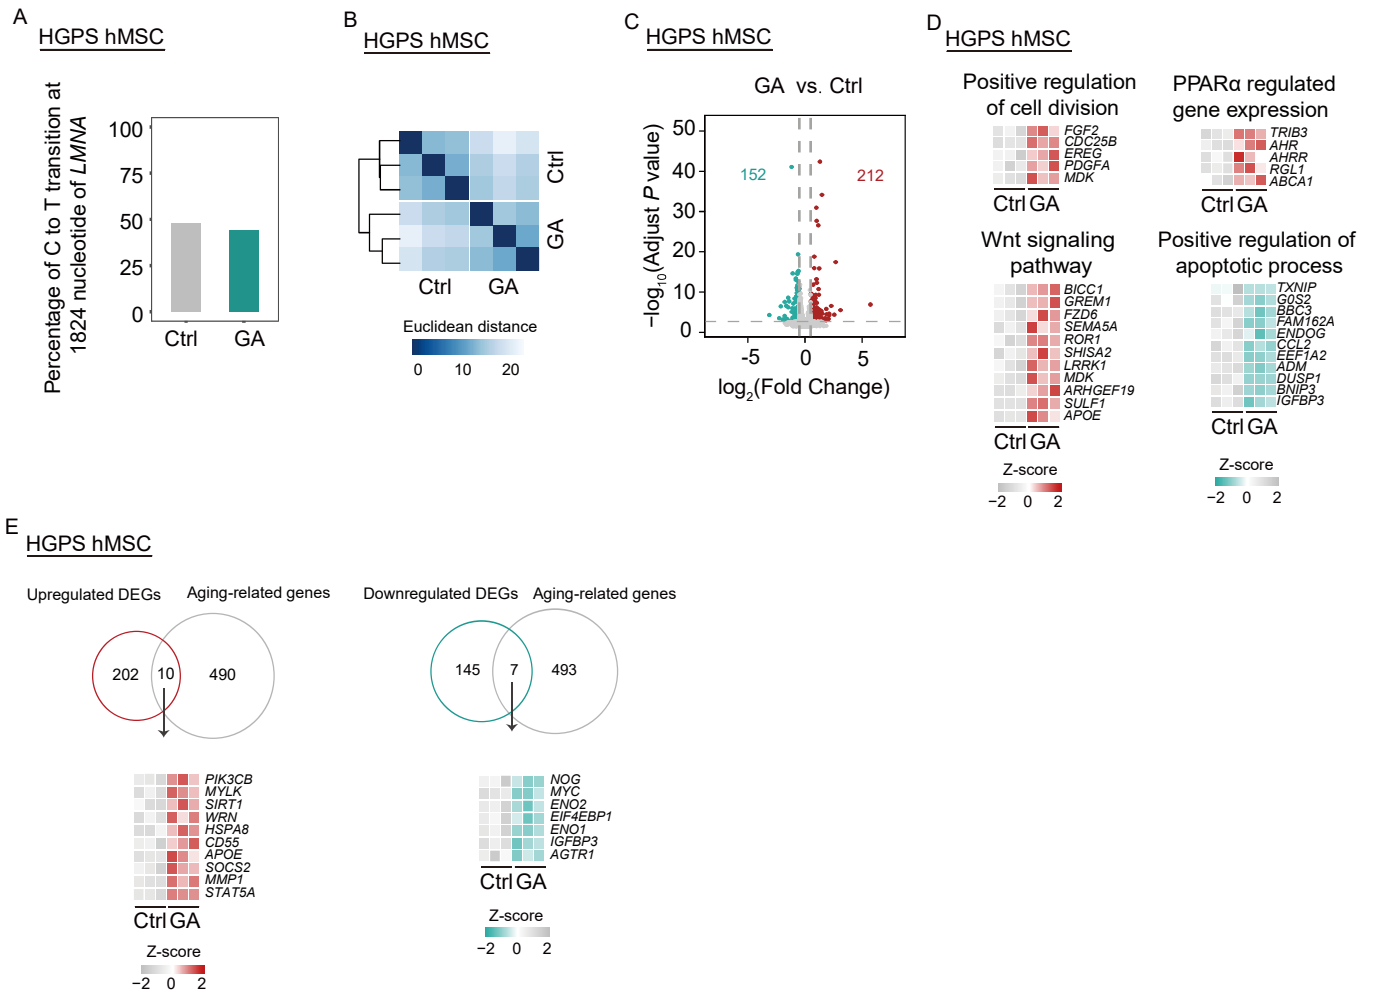 A
HGPS hMSC
Percentage of C to T transition at
1824 nucleotide of LMNA
100
75
50
25
0
Ctrl
GA
B
HGPS hMSC
Ctrl
GA
Ctrl
GA
Euclidean distance
0 10 20
C
HGPS hMSC
GA vs. Ctrl
−log10(Adjust P value)
50
40
30
20
10
0
152
212
-5 0 5
log2(Fold Change)
D
HGPS hMSC
Positive regulation
of cell division
FGF2
CDC25B
EREG
PDGFA
MDK
Ctrl GA
PPARα regulated
gene expression
TRIB3
AHR
AHRR
RGL1
ABCA1
Ctrl GA
Wnt signaling
pathway
BICC1
GREM1
FZD6
SEMA5A
ROR1
SHISA2
LRRK1
MDK
ARHGEF19
SULF1
APOE
Ctrl GA
Z-score
−2 0 2
Positive regulation of
apoptotic process
TXNIP
G0S2
BBC3
FAM162A
ENDOG
CCL2
EEF1A2
ADM
DUSP1
BNIP3
IGFBP3
Ctrl GA
Z-score
−2 0 2
E
HGPS hMSC
Upregulated DEGs
Aging-related genes
202 10 490
PIK3CB
MYLK
SIRT1
WRN
HSPA8
CD55
APOE
SOCS2
MMP1
STAT5A
Ctrl GA
Z-score
−2 0 2
Downregulated DEGs
Aging-related genes
145 7 493
NOG
MYC
ENO2
EIF4EBP1
ENO1
IGFBP3
AGTR1
Ctrl GA
Z-score
−2 0 2